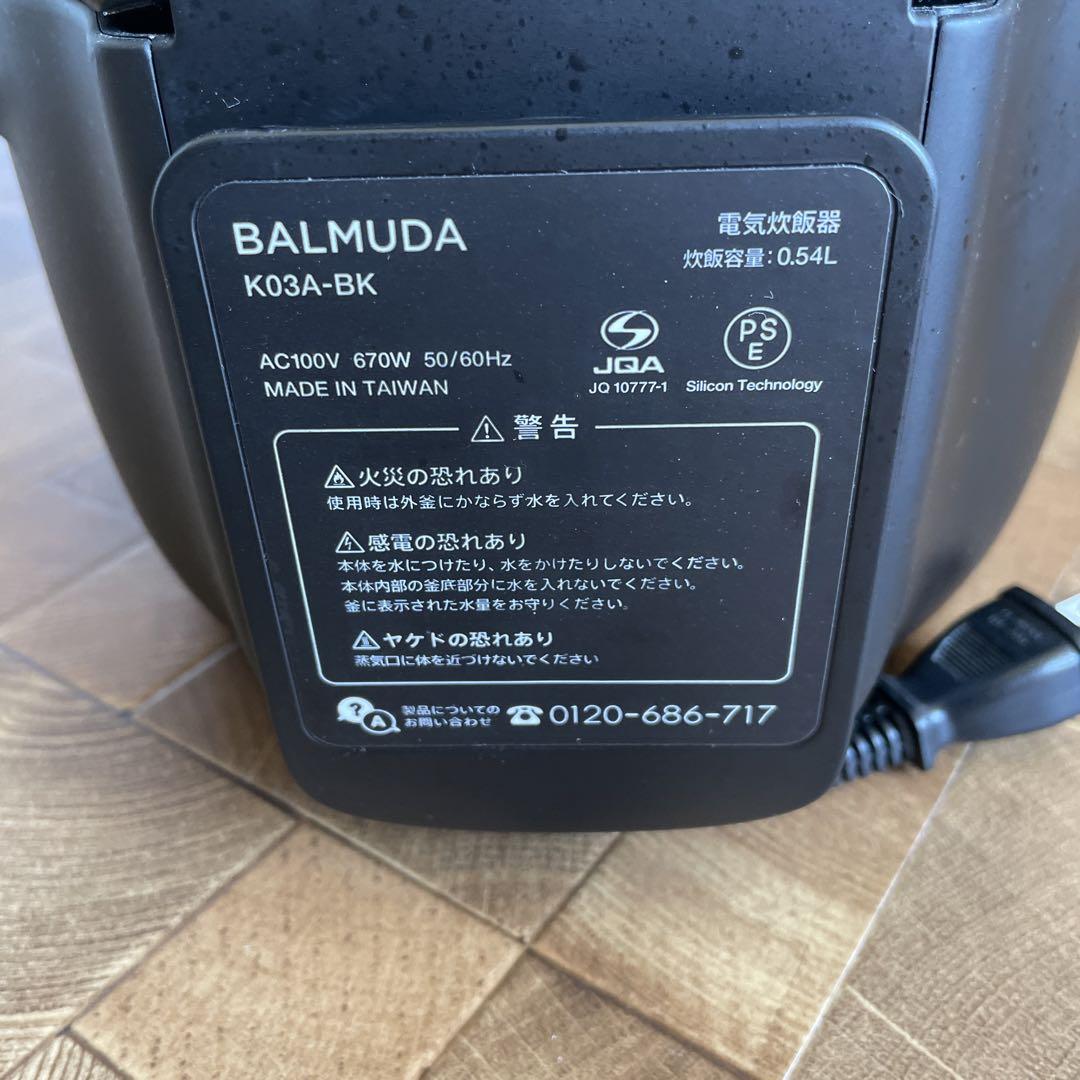 BALMUDA
K03A-BK
電気炊飯器
炊飯容量:0.54L
AC100V 670W 50/60Hz
MADE IN TAIWAN
JQA
JQ 10777-1
PS
E
Silicon Technology
警告
火災の恐れあり
使用時は外釜にかならず水を入れてください。
感電の恐れあり
本体を水につけたり、水をかけたりしないでください。
本体内部の釜底部分に水を入れないでください。
釜に表示された水量をお守りください。
ヤケドの恐れあり
蒸気口に体を近づけないでください
? A
製品についての
お問い合わせ
☎ 0120-686-717